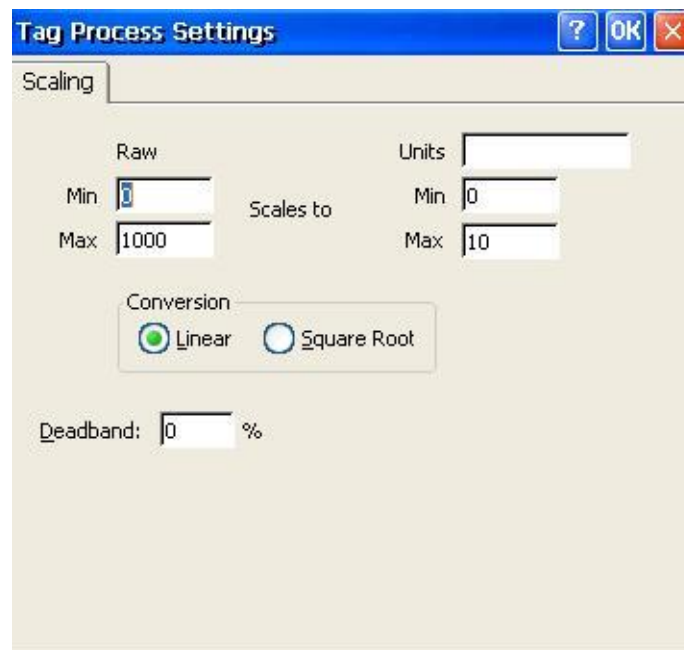 Tag Process Settings ? OK ×
Scaling
Raw Units
Min 0 Scales to Min 0
Max 1000 Max 10
Conversion
Linear Square Root
Deadband: 0 %